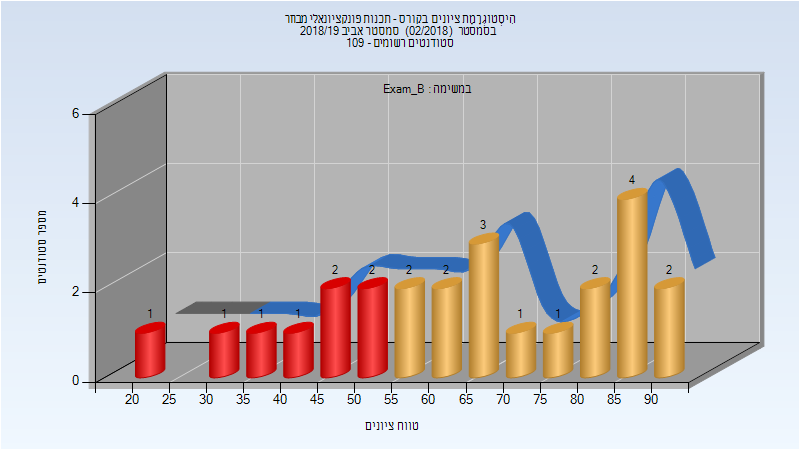 היסטוגרמת ציונים בקורס - תכנות פונקציונאלי מבוזר
בסמסטר (02/2018) סמסטר אביב 2018/19
סטודנטים רשומים - 109
במשימה : Exam_B
מספר סטודנטים
6
4
2
0
1
1
1
1
2
2
2
2
3
1
1
2
4
2
20 25 30 35 40 45 50 55 60 65 70 75 80 85 90
טווח ציונים